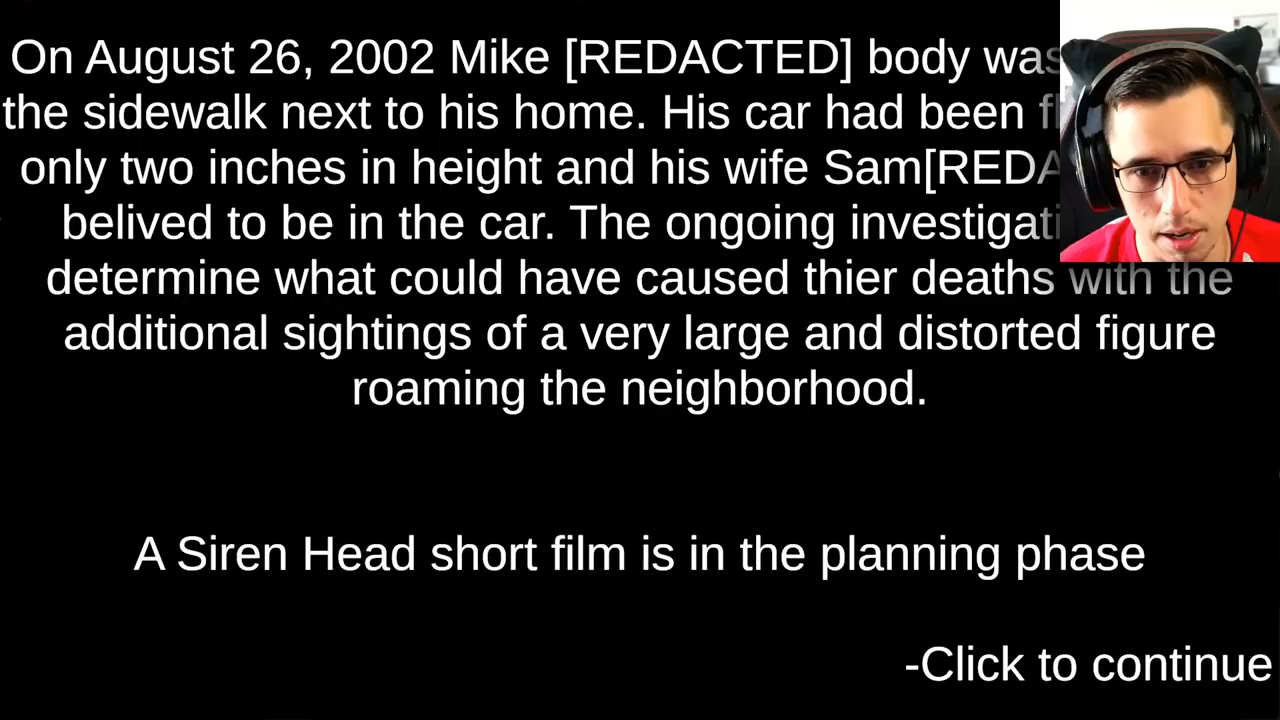 On August 26, 2002 Mike [REDACTED] body was
the sidewalk next to his home. His car had been
only two inches in height and his wife Sam[REDA
belived to be in the car. The ongoing
determine what could have caused thier deaths with the
additional sightings of a very large and distorted figure
roaming the neighborhood.
A Siren Head short film is in the planning phase
-Click to continue